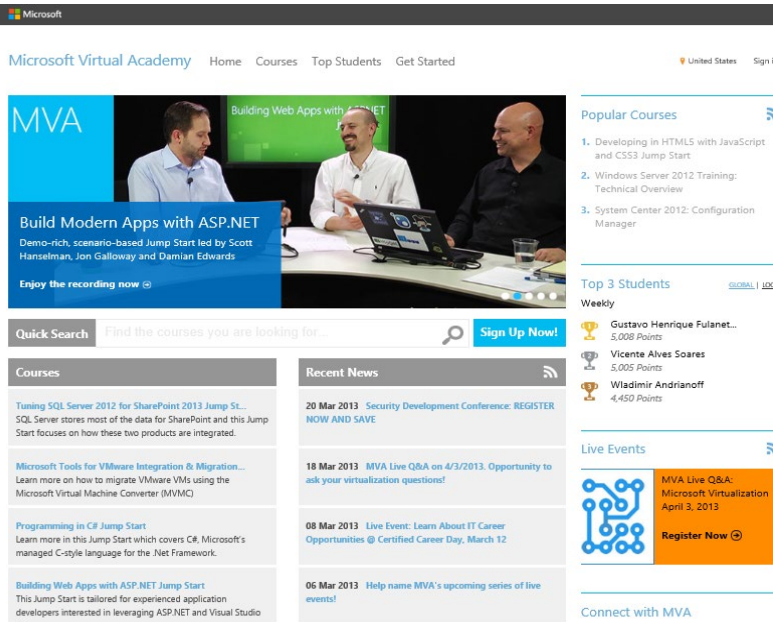 Microsoft
Microsoft Virtual Academy
Home Courses Top Students Get Started
United States Sign
MVA
Building Web Apps with ASP.NET
Build Modern Apps with ASP.NET
Demo-rich, scenario-based Jump Start led by Scott
Hanselman, Jon Galloway and Damian Edwards
Enjoy the recording now
Quick Search
Find the courses you are looking for...
Sign Up Now!
Courses
Tuning SQL Server 2012 for SharePoint 2013 Jump St...
SQL Server stores most of the data for SharePoint and this Jump
Start focuses on how these two products are integrated.
Microsoft Tools for VMware Integration & Migration...
Learn more on how to migrate VMware VMs using the
Microsoft Virtual Machine Converter (MVMC)
Programming in C# Jump Start
Learn more in this Jump Start which covers C#, Microsoft's
managed C-style language for the .Net Framework.
Building Web Apps with ASP.NET Jump Start
This Jump Start is tailored for experienced application
developers interested in leveraging ASP.NET and Visual Studio
Recent News
20 Mar 2013 Security Development Conference: REGISTER
NOW AND SAVE
18 Mar 2013 MVA Live Q&A on 4/3/2013. Opportunity to
ask your virtualization questions!
08 Mar 2013 Live Event: Learn About IT Career
Opportunities @ Certified Career Day, March 12
06 Mar 2013 Help name MVA's upcoming series of live
events!
Popular Courses
1. Developing in HTML5 with JavaScript
and CSS3 Jump Start
2. Windows Server 2012 Training:
Technical Overview
3. System Center 2012: Configuration
Manager
Top 3 Students
GLOBAL |
Weekly
1 Gustavo Henrique Fulanet...
5,008 Points
2 Vicente Alves Soares
5,005 Points
3 Wladimir Andrianoff
4,450 Points
Live Events
MVA Live Q&A:
Microsoft Virtualization
April 3, 2013
Register Now
Connect with MVA